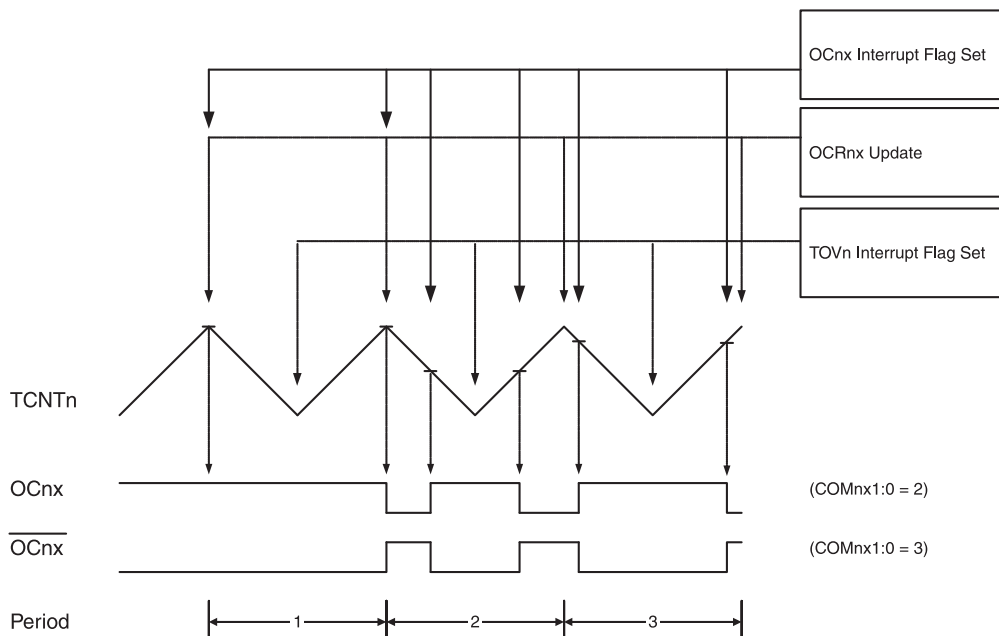 OCnx Interrupt Flag Set
OCRnx Update
TOVn Interrupt Flag Set
TCNTn
OCnx
(COMnx1:0 = 2)
OCnx
(COMnx1:0 = 3)
Period
1
2
3